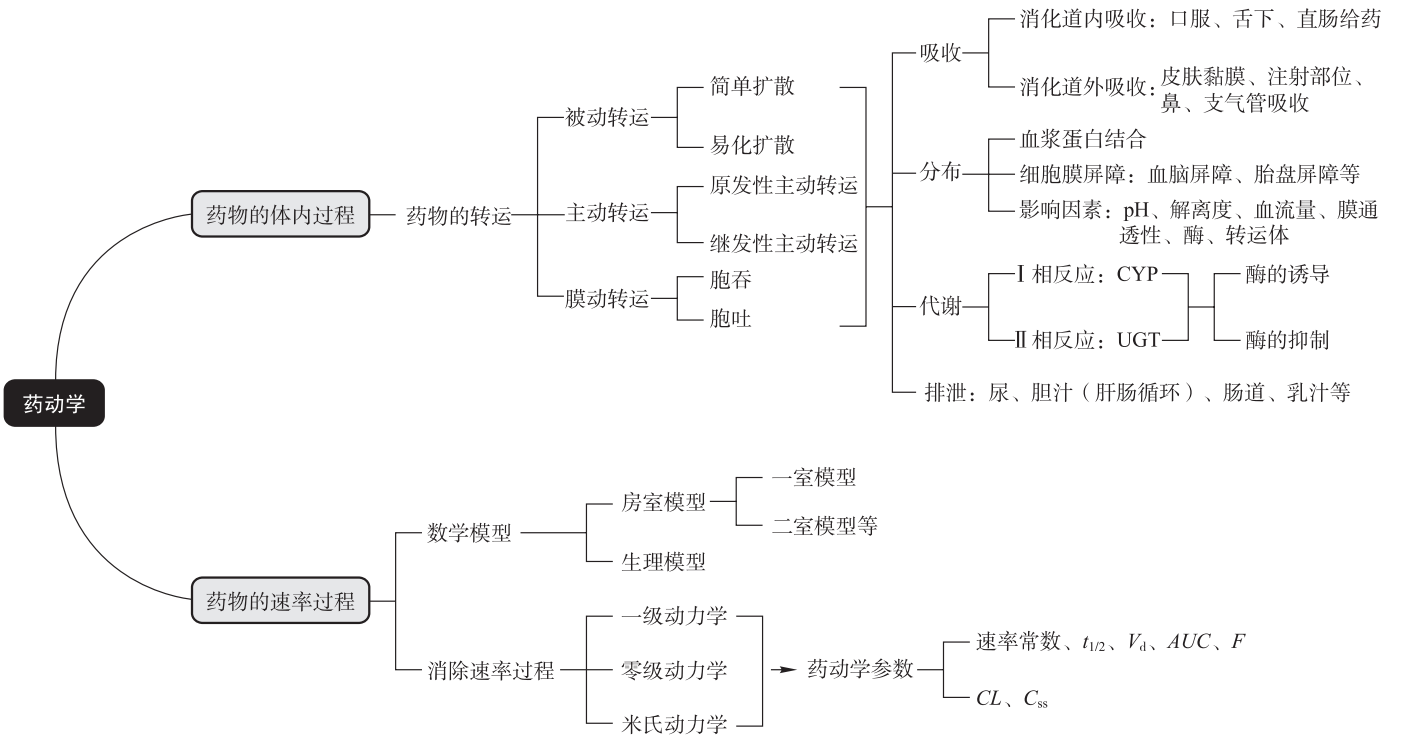 药动学
药物的体内过程
药物的转运
被动转运
简单扩散
易化扩散
主动转运
原发性主动转运
继发性主动转运
膜动转运
胞吞
胞吐
吸收
消化道内吸收：口服、舌下、直肠给药
消化道外吸收：皮肤黏膜、注射部位、
鼻、支气管吸收
分布
血浆蛋白结合
细胞膜屏障：血脑屏障、胎盘屏障等
影响因素：pH、解离度、血流量、膜通
透性、酶、转运体
代谢
Ⅰ相反应：CYP
Ⅱ相反应：UGT
酶的诱导
酶的抑制
排泄：尿、胆汁（肝肠循环）、肠道、乳汁等
药物的速率过程
数学模型
房室模型
一室模型
二室模型等
生理模型
消除速率过程
一级动力学
零级动力学
米氏动力学
药动学参数
速率常数、t1/2、Vd、AUC、F
CL、Css